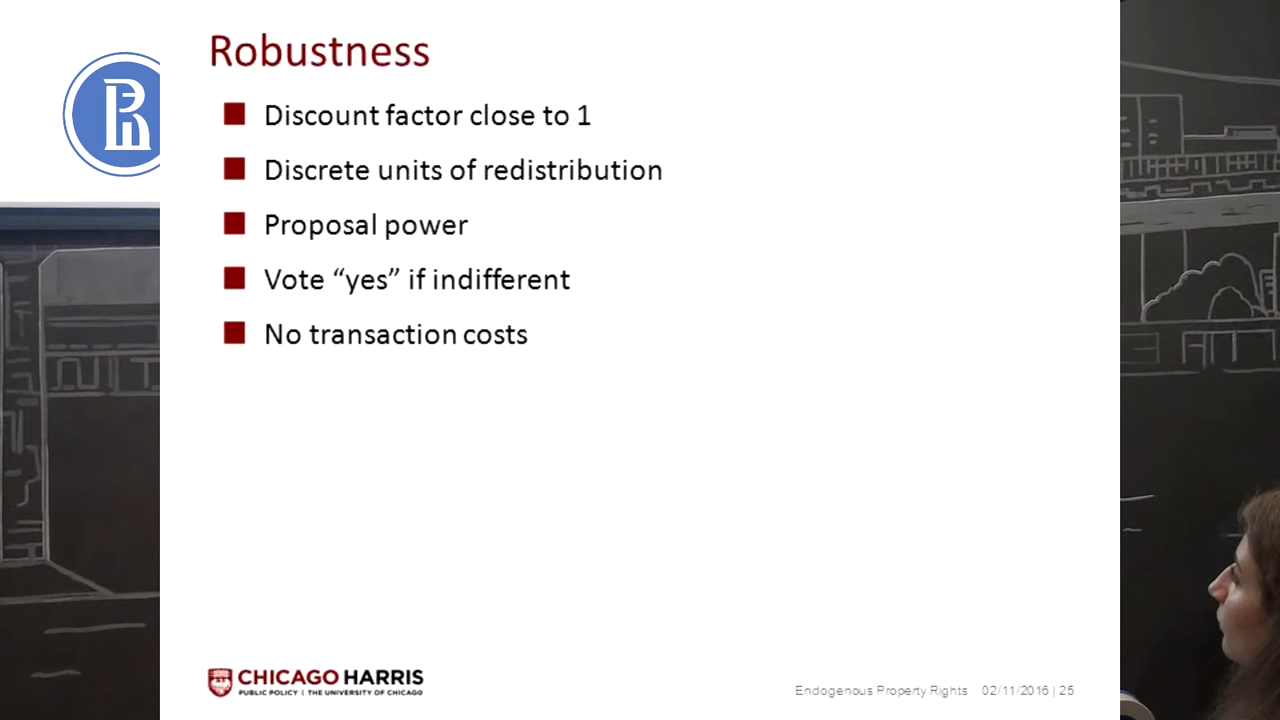 Robustness
Discount factor close to 1
Discrete units of redistribution
Proposal power
Vote “yes” if indifferent
No transaction costs
CHICAGO HARRIS
PUBLIC POLICY | THE UNIVERSITY OF CHICAGO
Endogenous Property Rights 02/11/2016 | 25